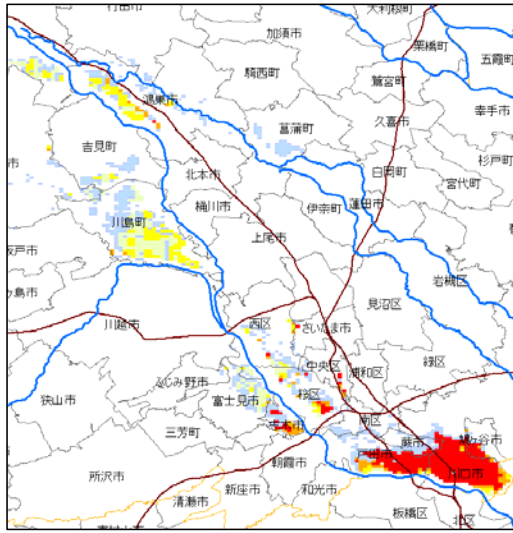 行田市
大利根町
加須市
栗橋町
五霞町
騎西町
鷲宮町
鴻巣市
幸手市
菖蒲町
久喜市
吉見町
杉戸町
北本市
白岡町
宮代町
桶川市
伊奈町
蓮田市
川島町
上尾市
岩槻区
見沼区
川越市
西区
さいたま市
中央区
浦和区
緑区
ふじみ野市
桜区
狭山市
富士見市
南区
三芳町
志木市
蕨市
鳩ヶ谷市
戸田市
川口市
所沢市
朝霞市
新座市
和光市
清瀬市
板橋区
北区